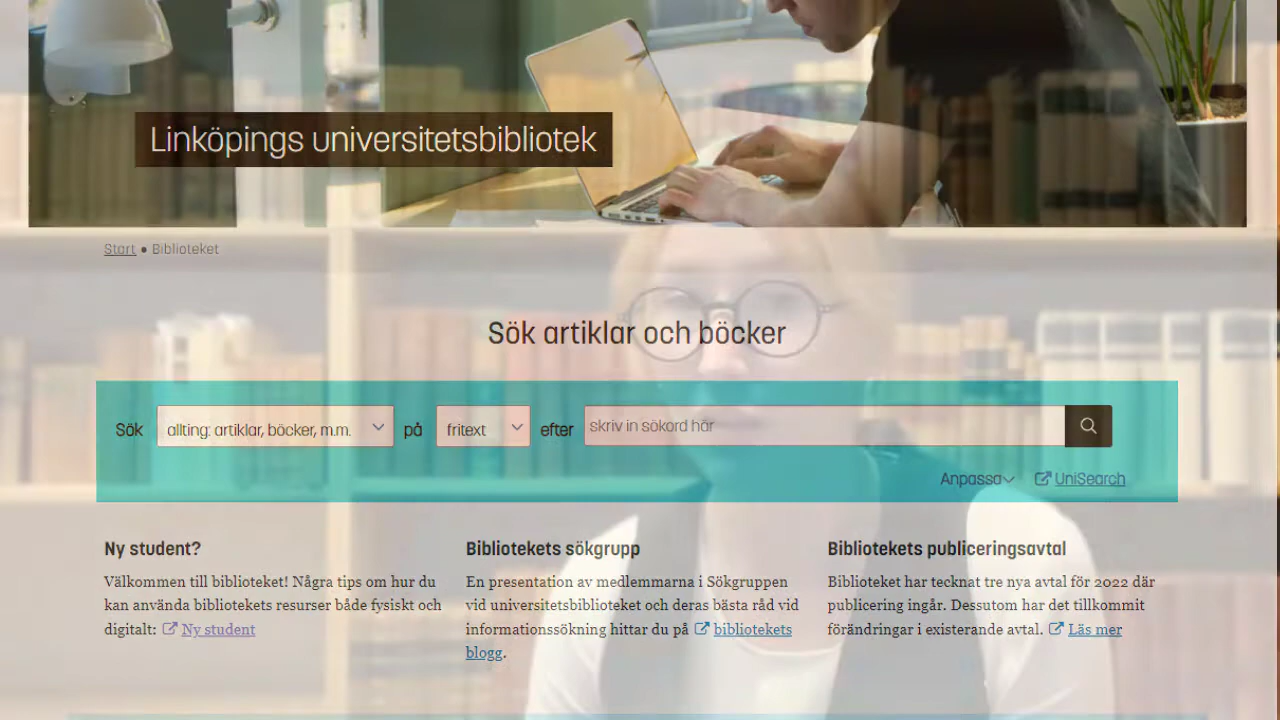 Linköpings universitetsbibliotek
Start • Biblioteket
Sök artiklar och böcker
Sök allting: artiklar, böcker, m.m. på fritext efter skriv in sökord här
Anpassa UniSearch
Ny student?
Välkommen till biblioteket! Några tips om hur du
kan använda bibliotekets resurser både fysiskt och
digitalt: Ny student
Bibliotekets sökgrupp
En presentation av medlemmarna i Sökgruppen
vid universitetsbiblioteket och deras bästa råd vid
informationssökning hittar du på bibliotekets
blogg.
Bibliotekets publiceringsavtal
Biblioteket har tecknat tre nya avtal för 2022 där
publicering ingår. Dessutom har det tillkommit
förändringar i existerande avtal. Läs mer